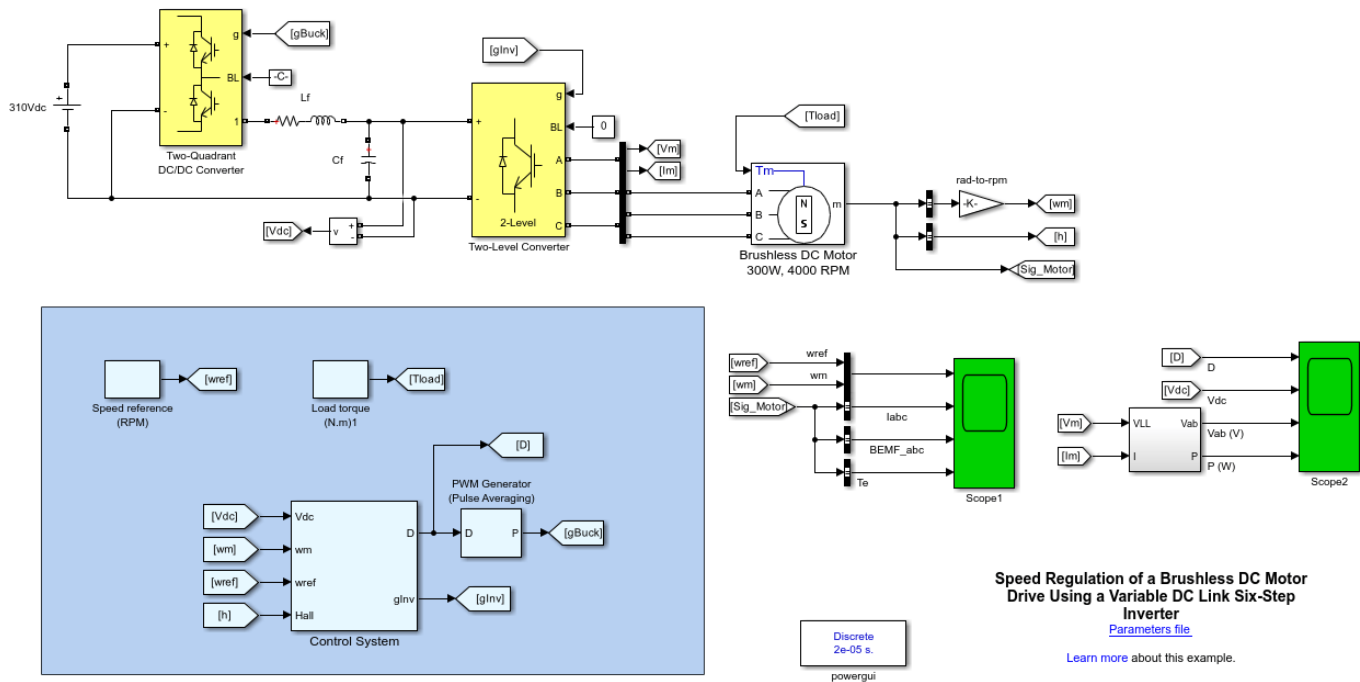 310Vdc
+
+
-
g
BL
1
[gBuck]
-C-
Two-Quadrant
DC/DC Converter
Lf
Cf
[Vdc]
v
+
-
[gInv]
g
+
BL
0
A
B
-
C
2-Level
Two-Level Converter
[Vm]
[Im]
[Tload]
Tm
A
B
C
N
S
m
Brushless DC Motor
300W, 4000 RPM
rad-to-rpm
-K-
[wm]
[h]
[Sig_Motor]
Speed reference
(RPM)
[wref]
Load torque
(N.m)1
[Tload]
[D]
PWM Generator
(Pulse Averaging)
D
P
[gBuck]
[Vdc]
[wm]
[wref]
[h]
Vdc
wm
wref
Hall
D
gInv
[gInv]
Control System
[wref]
[wm]
[Sig_Motor]
wref
wm
Iabc
BEMF_abc
Te
Scope1
[D]
D
[Vdc]
Vdc
[Vm]
[Im]
VLL
I
Vab
P
Vab (V)
P (W)
Scope2
Discrete
2e-05 s.
powergui
Speed Regulation of a Brushless DC Motor
Drive Using a Variable DC Link Six-Step
Inverter
Parameters file
Learn more about this example.